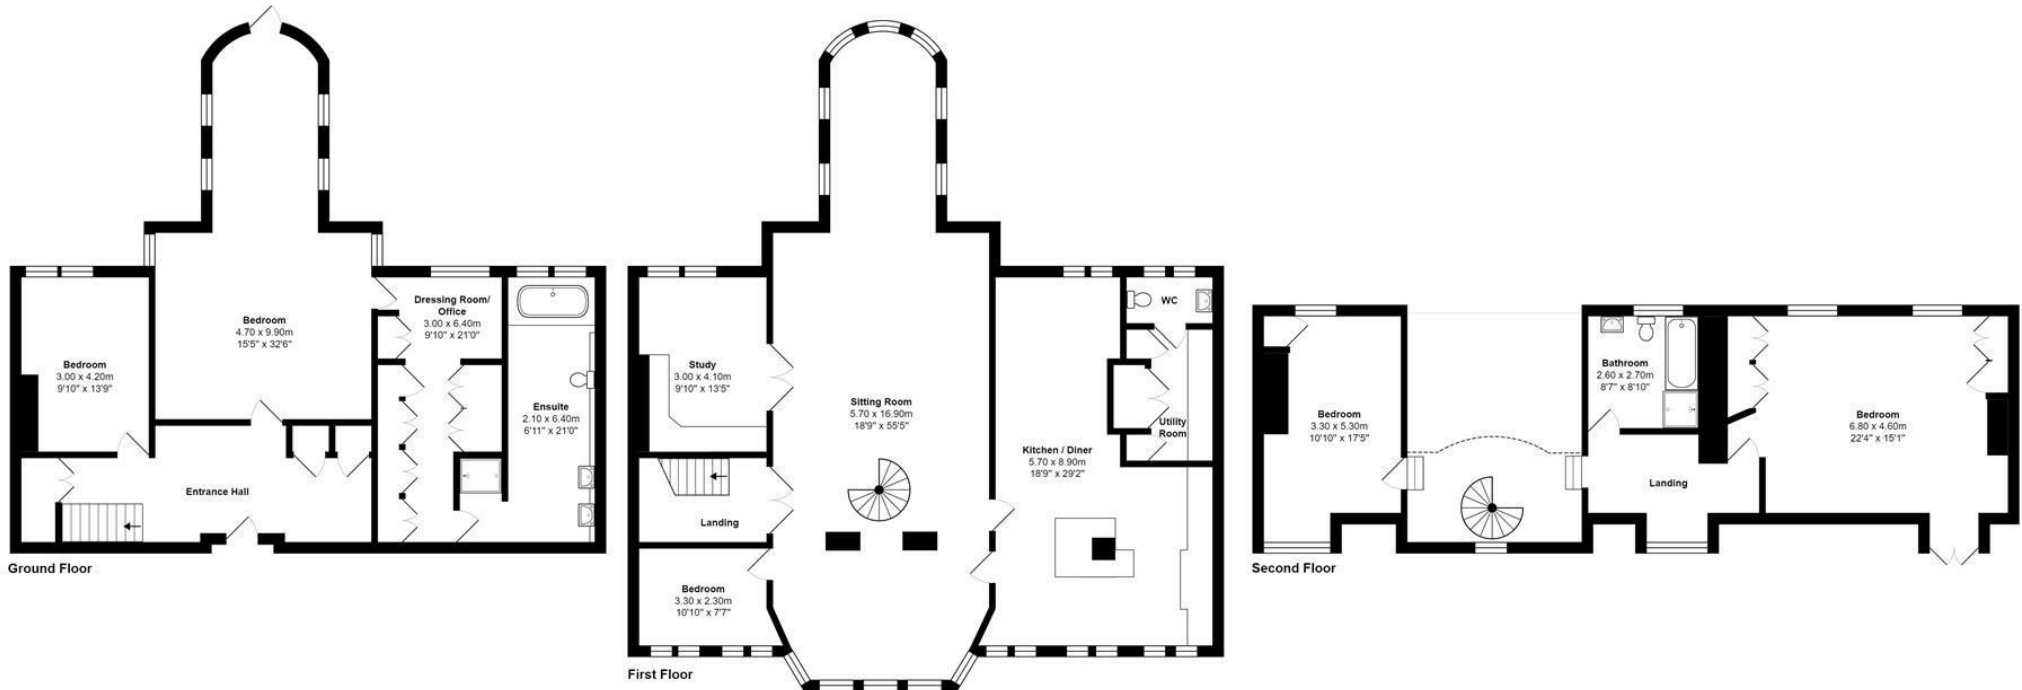 Bedroom
4.70 x 9.90m
15'5" x 32'6"
Bedroom
3.00 x 4.20m
9'10" x 13'9"
Dressing Room/
Office
3.00 x 6.40m
9'10" x 21'0"
Ensuite
2.10 x 6.40m
6'11" x 21'0"
Entrance Hall
Ground Floor
WC
Study
3.00 x 4.10m
9'10" x 13'5"
Sitting Room
5.70 x 16.90m
18'9" x 55'5"
Utility
Room
Kitchen / Diner
5.70 x 8.90m
18'9" x 29'2"
Landing
Bedroom
3.30 x 2.30m
10'10" x 7'7"
First Floor
Bathroom
2.60 x 2.70m
8'7" x 8'10"
Bedroom
3.30 x 5.30m
10'10" x 17'5"
Bedroom
6.80 x 4.60m
22'4" x 15'1"
Landing
Second Floor